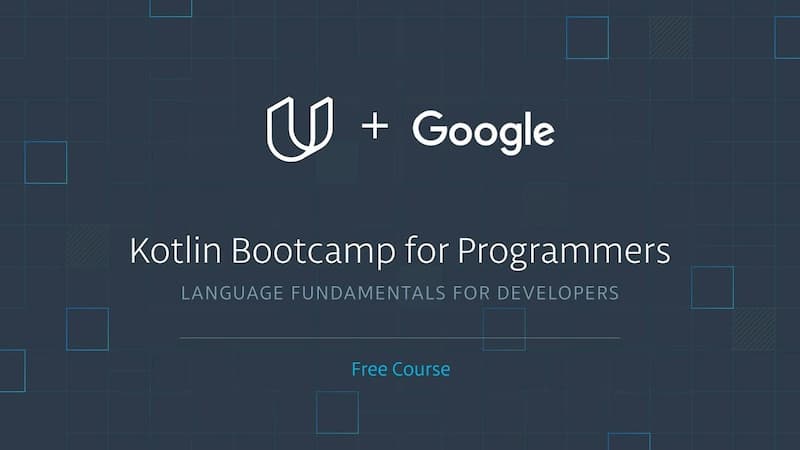 U + Google
Kotlin Bootcamp for Programmers
LANGUAGE FUNDAMENTALS FOR DEVELOPERS
Free Course